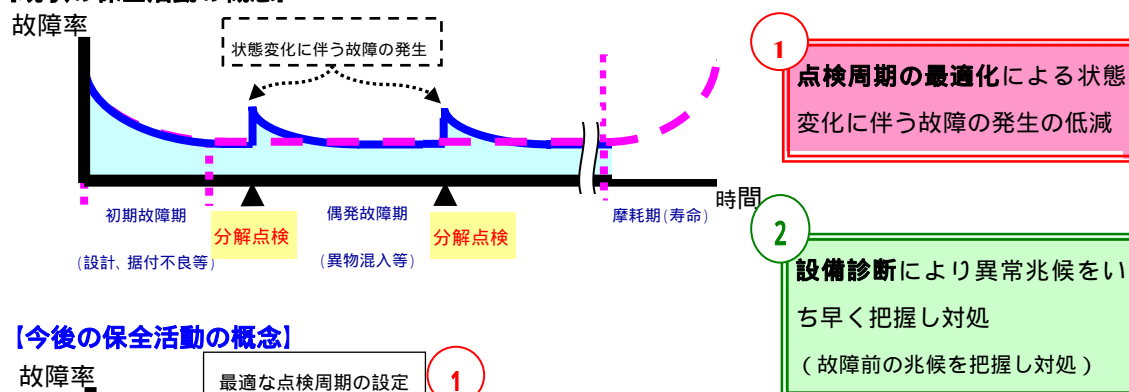 故障率
状態変化に伴う故障の発生
1
点検周期の最適化による状態
変化に伴う故障の発生の低減
時間
初期故障期
偶発故障期
摩耗期(寿命)
分解点検
分解点検
(設計、据付不良等)
(異物混入等)
2
設備診断により異常兆候をい
ち早く把握し対処
(故障前の兆候を把握し対処)
【今後の保全活動の概念】
故障率
最適な点検周期の設定
1